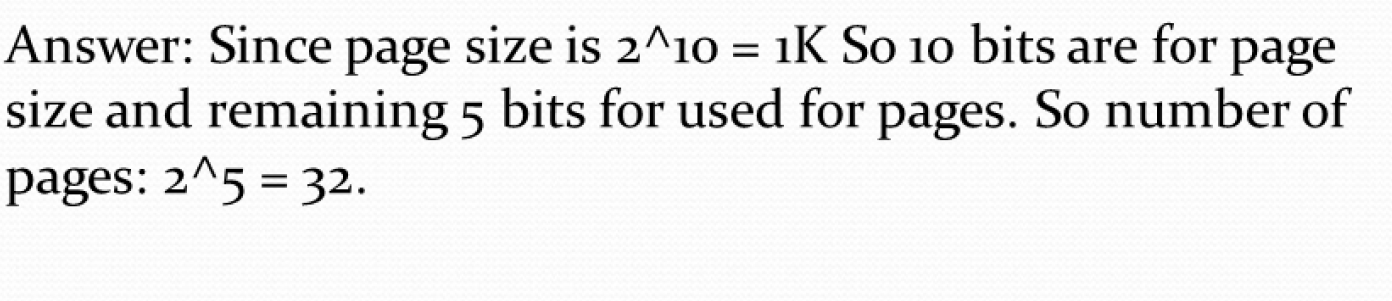 Answer: Since page size is 2^10 = 1K So 10 bits are for page
size and remaining 5 bits for used for pages. So number of
pages: 2^5 = 32.